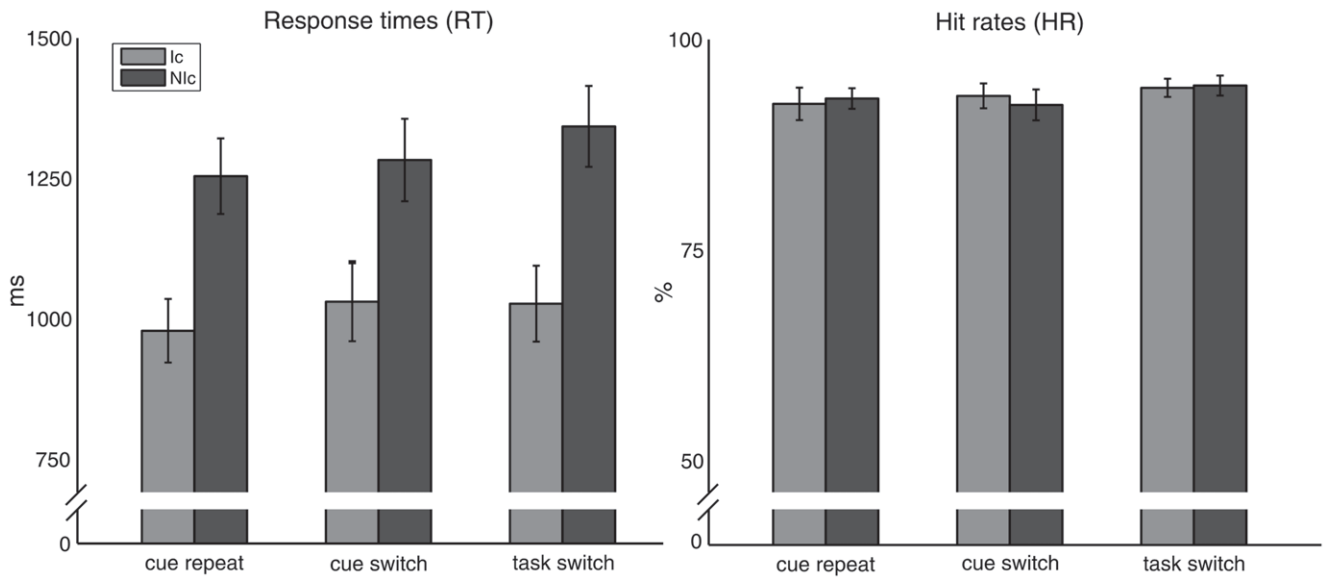 Response times (RT)
1500
1250
1000
750
0
ms
Ic
NIc
cue repeat
cue switch
task switch
Hit rates (HR)
100
75
50
0
%
cue repeat
cue switch
task switch